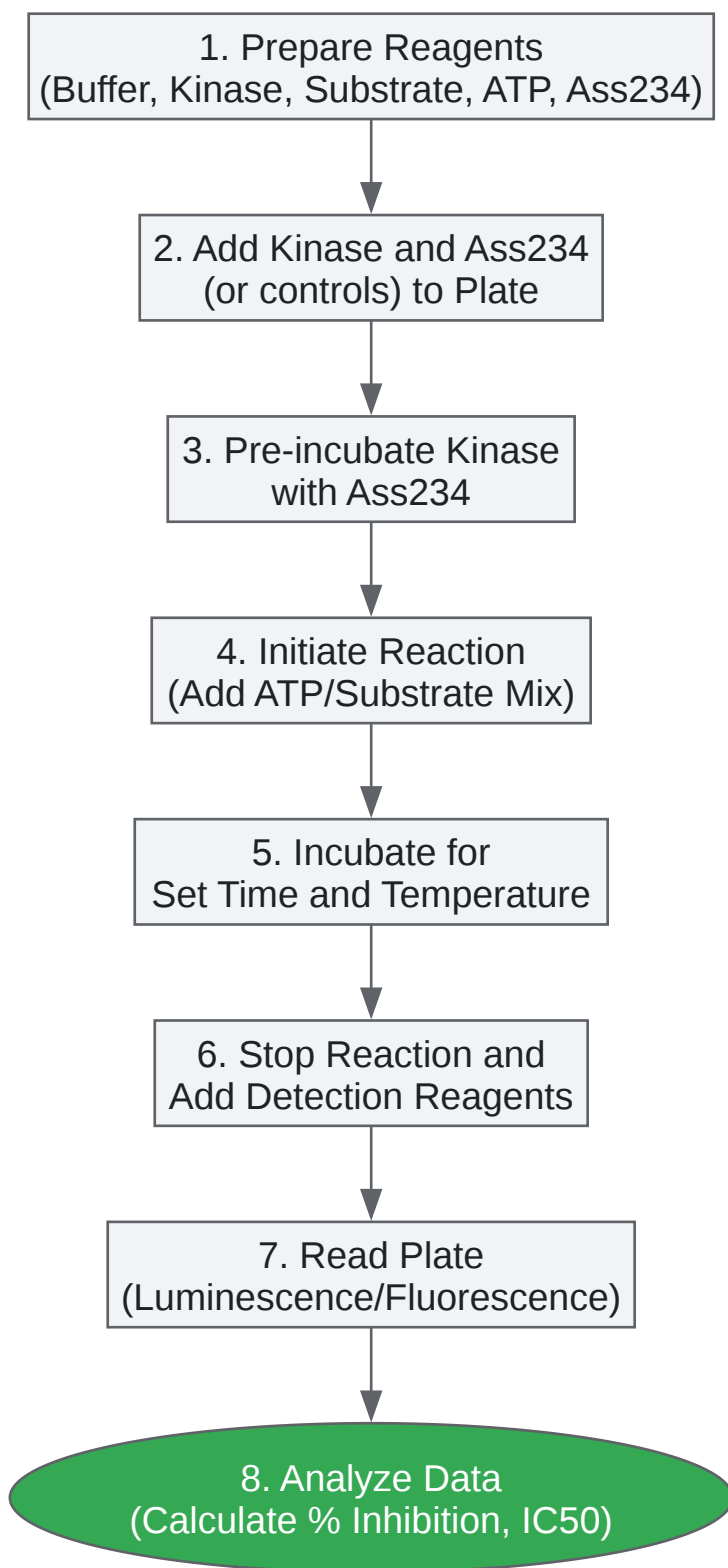 1. Prepare Reagents
(Buffer, Kinase, Substrate, ATP, Ass234)
2. Add Kinase and Ass234
(or controls) to Plate
3. Pre-incubate Kinase
with Ass234
4. Initiate Reaction
(Add ATP/Substrate Mix)
5. Incubate for
Set Time and Temperature
6. Stop Reaction and
Add Detection Reagents
7. Read Plate
(Luminescence/Fluorescence)
8. Analyze Data
(Calculate % Inhibition, IC50)